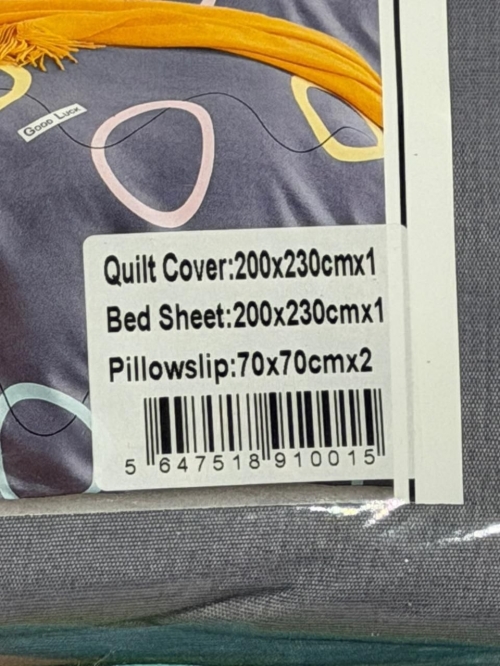 GOOD LUCK
Quilt Cover:200x230cmx1
Bed Sheet:200x230cmx1
Pillowslip:70x70cmx2
5 647518 910015